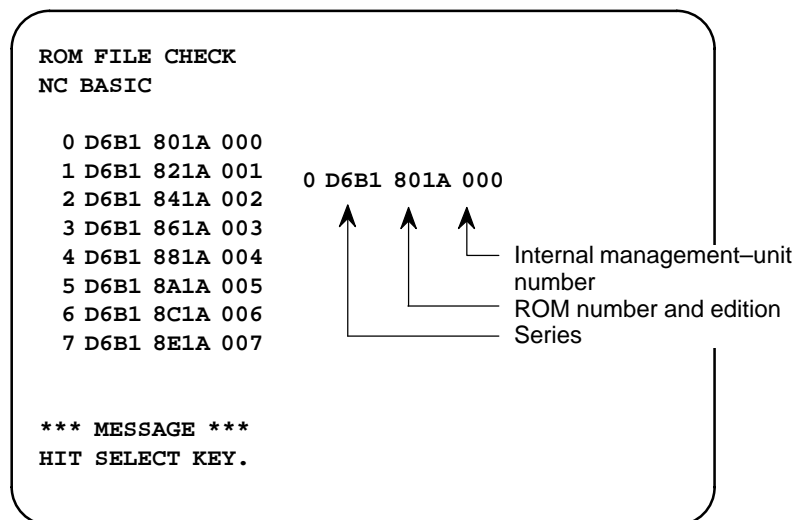 ROM FILE CHECK
NC BASIC
0 D6B1 801A 000
1 D6B1 821A 001
2 D6B1 841A 002
3 D6B1 861A 003
4 D6B1 881A 004
5 D6B1 8A1A 005
6 D6B1 8C1A 006
7 D6B1 8E1A 007
0 D6B1 801A 000
Internal management–unit
number
ROM number and edition
Series
*** MESSAGE ***
HIT SELECT KEY.